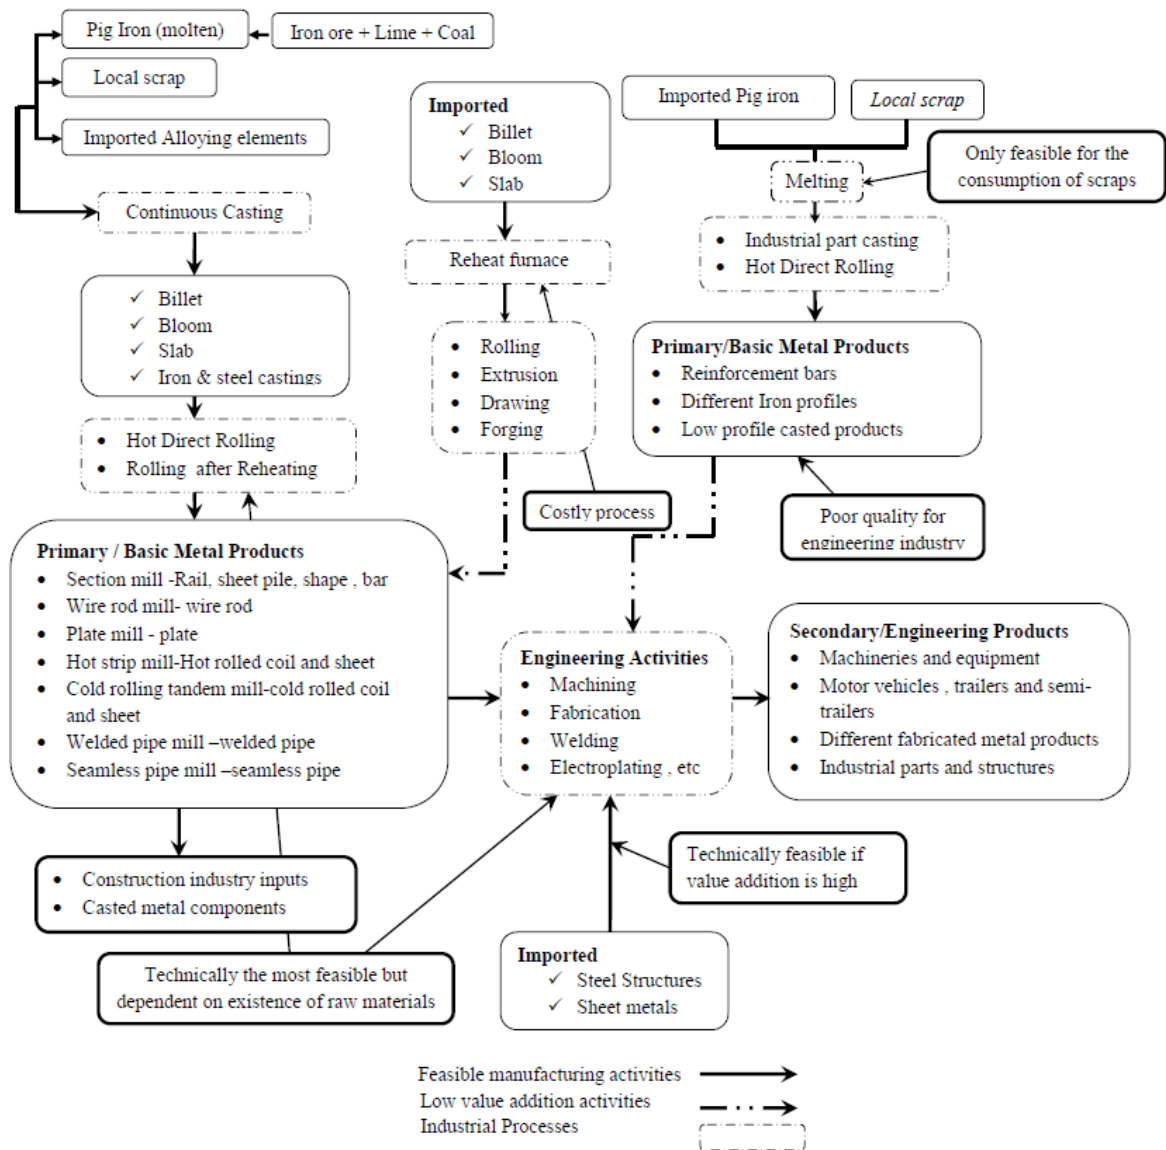 Pig Iron (molten)
Iron ore + Lime + Coal
Local scrap
Imported Alloying elements
Continuous Casting
✓ Billet
✓ Bloom
✓ Slab
✓ Iron & steel castings
• Hot Direct Rolling
• Rolling after Reheating
Primary / Basic Metal Products
• Section mill -Rail, sheet pile, shape , bar
• Wire rod mill- wire rod
• Plate mill - plate
• Hot strip mill-Hot rolled coil and sheet
• Cold rolling tandem mill-cold rolled coil
and sheet
• Welded pipe mill –welded pipe
• Seamless pipe mill –seamless pipe
• Construction industry inputs
• Casted metal components
Technically the most feasible but
dependent on existence of raw materials
Imported
✓ Billet
✓ Bloom
✓ Slab
Reheat furnace
• Rolling
• Extrusion
• Drawing
• Forging
Costly process
Imported Pig iron
Local scrap
Melting
Only feasible for the
consumption of scraps
• Industrial part casting
• Hot Direct Rolling
Primary/Basic Metal Products
• Reinforcement bars
• Different Iron profiles
• Low profile casted products
Poor quality for
engineering industry
Engineering Activities
• Machining
• Fabrication
• Welding
• Electroplating , etc
Secondary/Engineering Products
• Machineries and equipment
• Motor vehicles , trailers and semi-
trailers
• Different fabricated metal products
• Industrial parts and structures
Technically feasible if
value addition is high
Imported
✓ Steel Structures
✓ Sheet metals
Feasible manufacturing activities
Low value addition activities
Industrial Processes